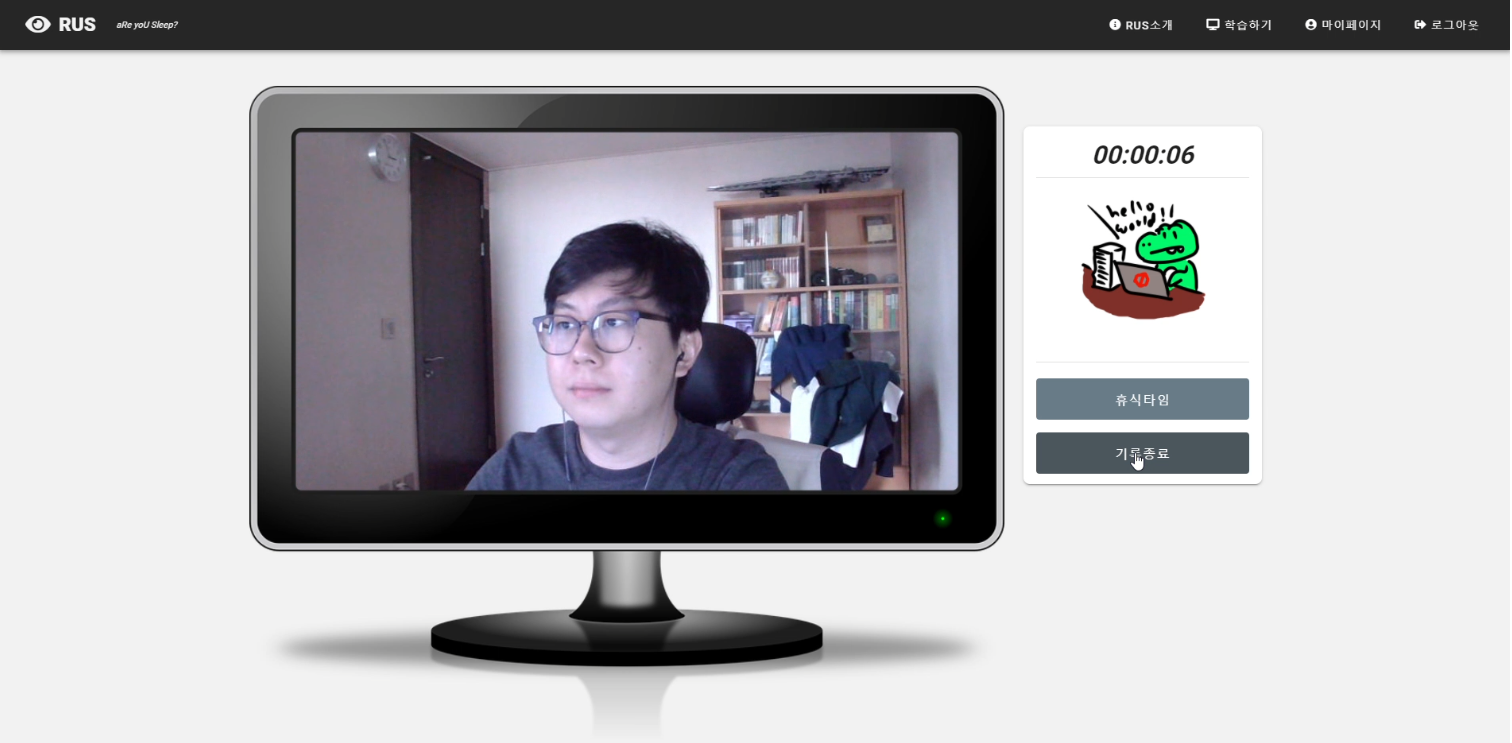 RUS
aRe yoU Sleep?
RUS소개
학습하기
마이페이지
로그아웃
00:00:06
hello
world!!
휴식타임
기록종료